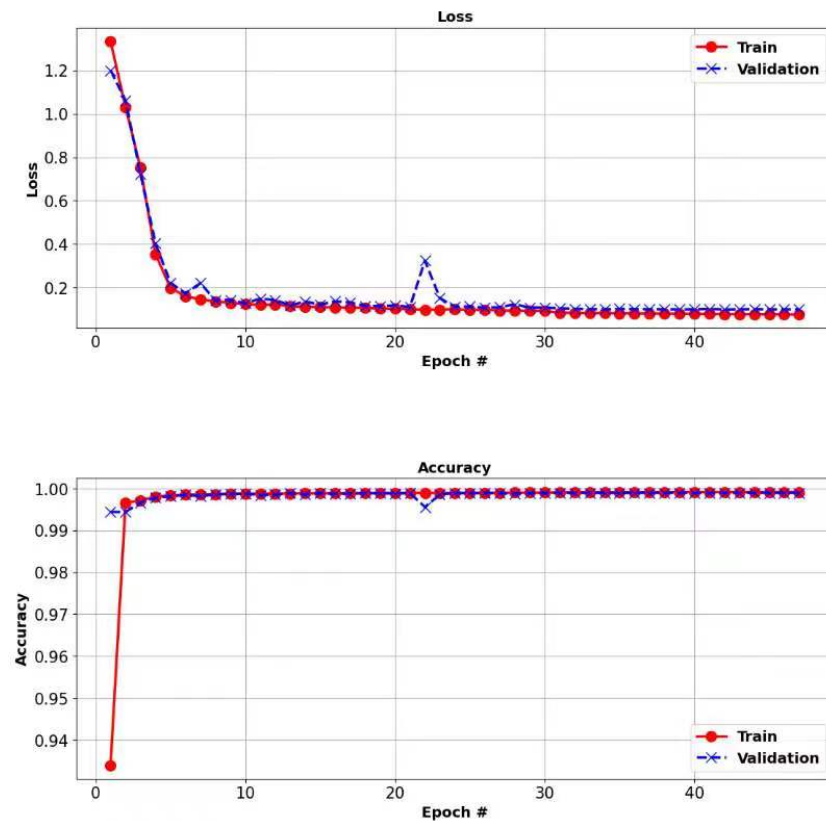 Loss
Train
Validation
1.2
1.0
0.8
0.6
0.4
0.2
Loss
0 10 20 30 40
Epoch #
Accuracy
1.00
0.99
0.98
0.97
0.96
0.95
0.94
Accuracy
Train
Validation
0 10 20 30 40
Epoch #